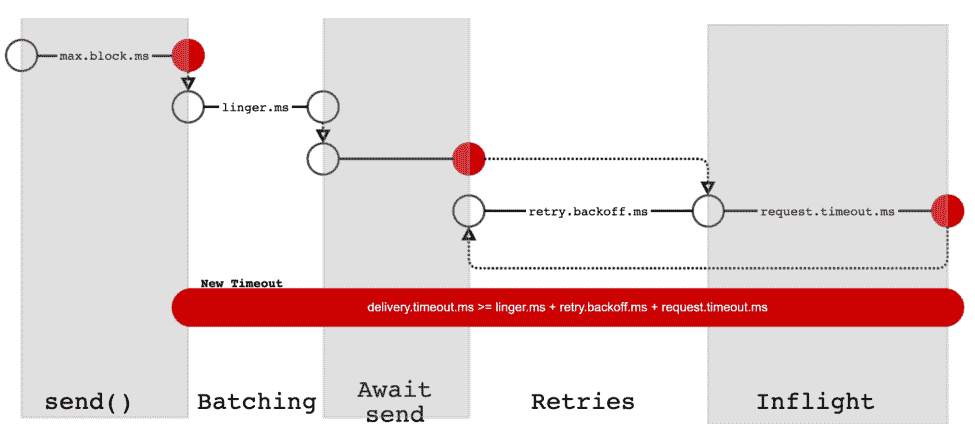 max.block.ms
linger.ms
retry.backoff.ms
request.timeout.ms
New Timeout
delivery.timeout.ms >= linger.ms + retry.backoff.ms + request.timeout.ms
send()
Batching
Await
send
Retries
Inflight